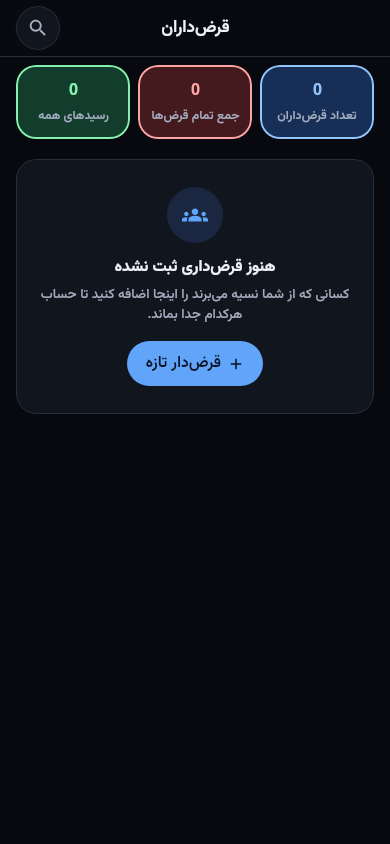 قرض‌داران
0
تعداد قرض‌داران
0
جمع تمام قرض‌ها
0
رسیدهای همه
هنوز قرض‌داری ثبت نشده
کسانی که از شما نسیه می‌برند را اینجا اضافه کنید تا حساب
هرکدام جدا بماند.
+ قرض‌دار تازه